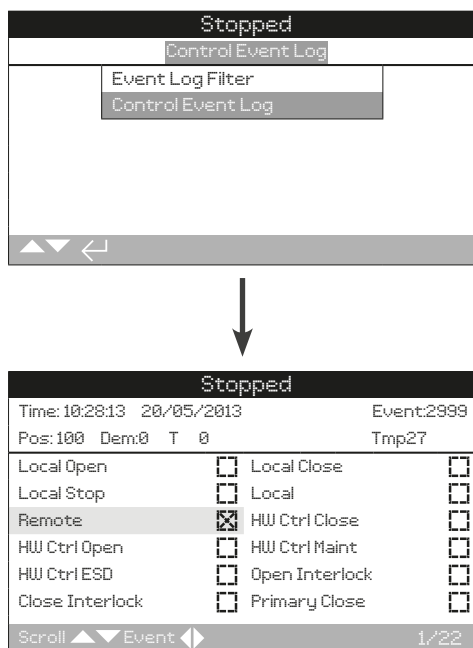 Stopped
Control Event Log
Event Log Filter
Control Event Log
Stopped
Time: 10:28:13 20/05/2013 Event:2999
Pos: 100 Dem:0 T 0 Tmp27
Local Open Local Close
Local Stop Local
Remote HW Ctrl Close
HW Ctrl Open HW Ctrl Maint
HW Ctrl ESD Open Interlock
Close Interlock Primary Close
Scroll Event 1/22